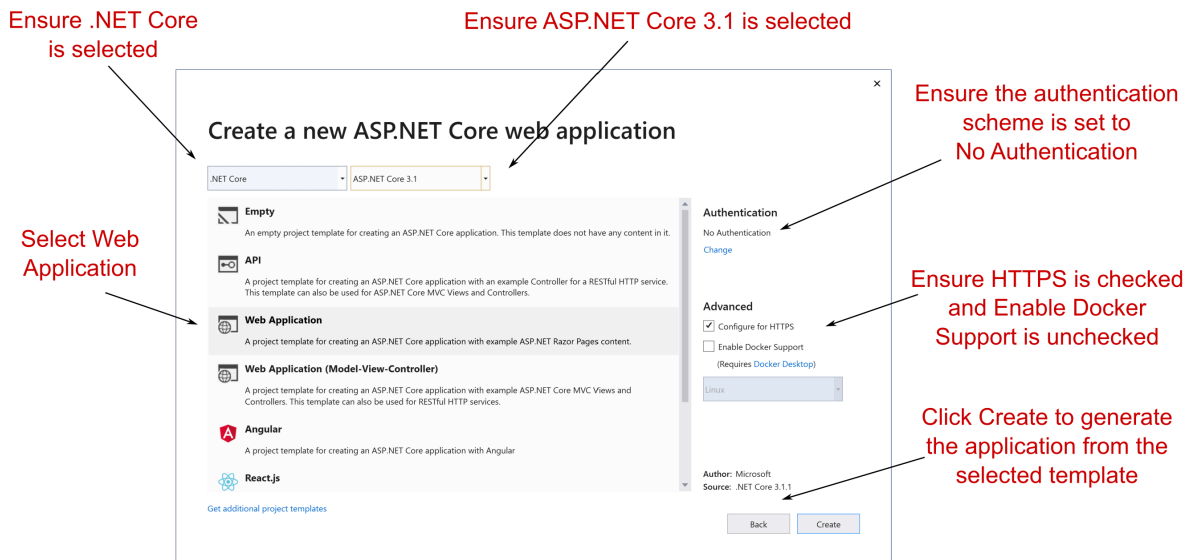 Ensure .NET Core
is selected
Ensure ASP.NET Core 3.1 is selected
Ensure the authentication
scheme is set to
No Authentication
Create a new ASP.NET Core web application
.NET Core
ASP.NET Core 3.1
Select Web
Application
Empty
An empty project template for creating an ASP.NET Core application. This template does not have any content in it.
API
A project template for creating an ASP.NET Core application with an example Controller for a RESTful HTTP service.
This template can also be used for ASP.NET Core MVC Views and Controllers.
Web Application
A project template for creating an ASP.NET Core application with example ASP.NET Razor Pages content.
Web Application (Model-View-Controller)
A project template for creating an ASP.NET Core application with example ASP.NET Core MVC Views and
Controllers. This template can also be used for RESTful HTTP services.
Angular
A project template for creating an ASP.NET Core application with Angular
React.js
Get additional project templates
Authentication
No Authentication
Change
Advanced
Configure for HTTPS
Enable Docker Support
(Requires Docker Desktop)
Linux
Ensure HTTPS is checked
and Enable Docker
Support is unchecked
Click Create to generate
the application from the
selected template
Author: Microsoft
Source: .NET Core 3.1.1
Back
Create